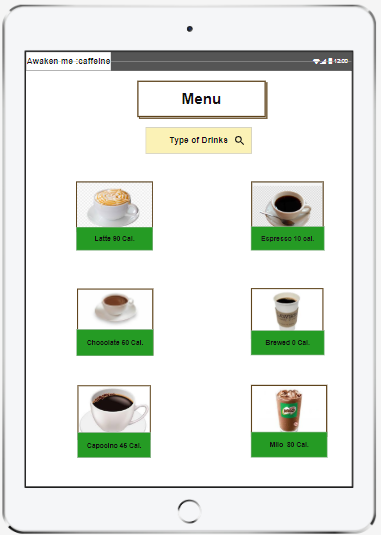 Awaken me :caffeine
12:00
Menu
Type of Drinks
Latte 90 Cal.
Espresso 10 cal.
Chocolate 60 Cal.
Brewed 0 Cal.
Cappcino 45 Cal.
Milo 80 Cal.